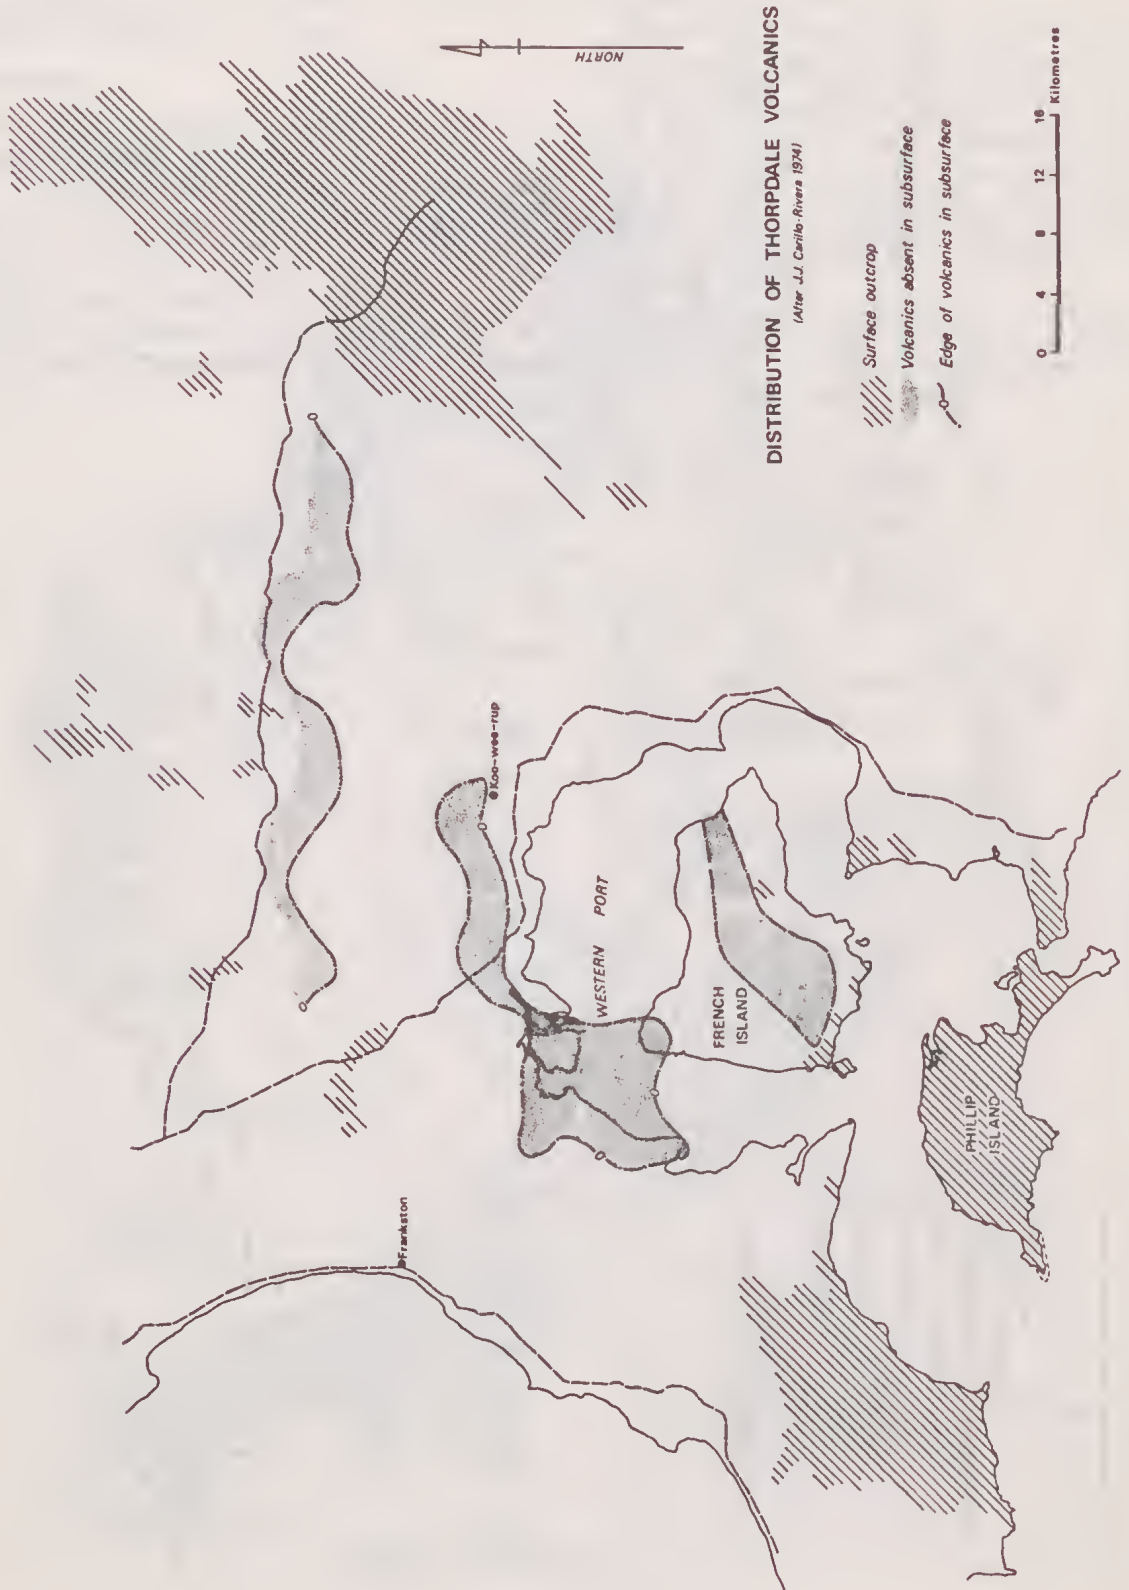 NORTH
DISTRIBUTION OF THORPDALE VOLCANICS
(After J.J. Carillo-Rivera 1974)
Surface outcrop
Volcanics absent in subsurface
Edge of volcanics in subsurface
0 4 8 12 16
Kilometres
Koo-wee-rup
WESTERN PORT
FRENCH
ISLAND
PHILLIP
ISLAND
Frankston